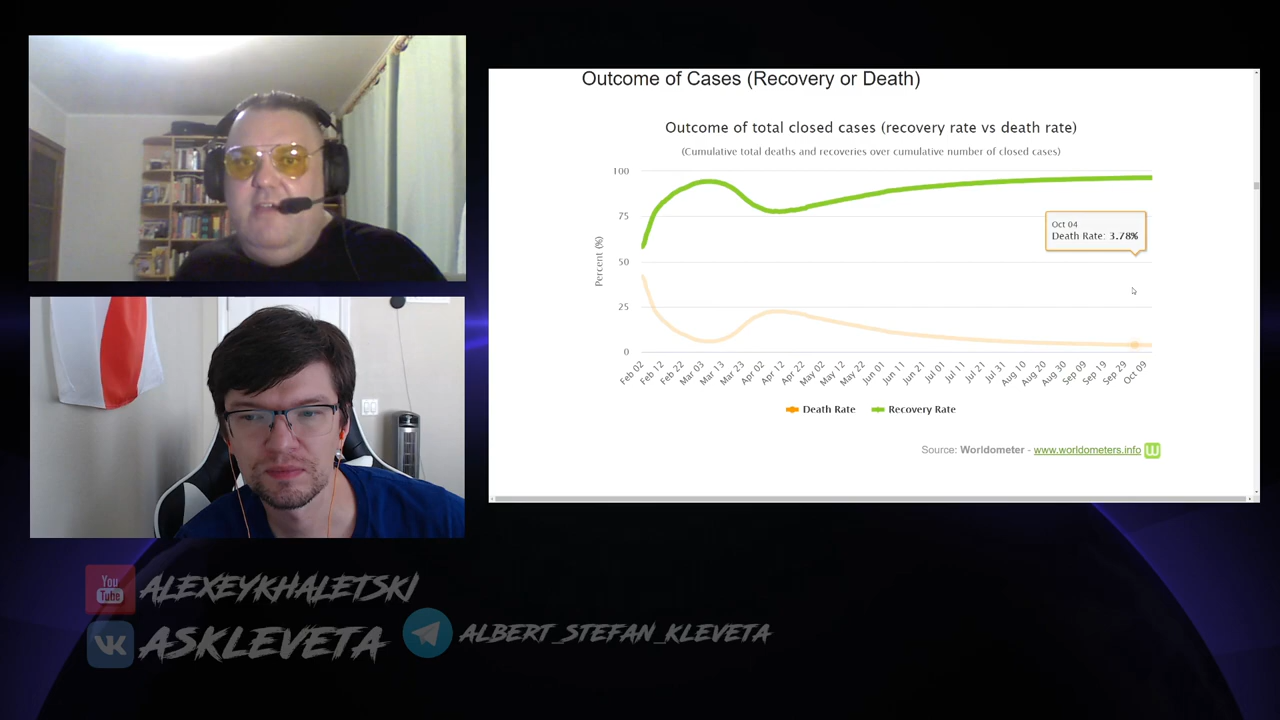 Outcome of Cases (Recovery or Death)
Outcome of total closed cases (recovery rate vs death rate)
(Cumulative total deaths and recoveries over cumulative number of closed cases)
Percent (%)
100
75
50
25
0
Oct 04
Death Rate: 3.78%
Feb 02
Feb 12
Feb 22
Mar 03
Mar 13
Mar 23
Apr 02
Apr 12
Apr 22
May 02
May 12
May 22
Jun 01
Jun 11
Jun 21
Jul 01
Jul 11
Jul 21
Jul 31
Aug 10
Aug 20
Aug 30
Sep 09
Sep 19
Sep 29
Oct 09
Death Rate
Recovery Rate
Source: Worldometer - www.worldometers.info
W
You
Tube
ALEXEYKHALETSKI
VK
ASKLEVETA
ALBERT_STEFAN_KLEVETA